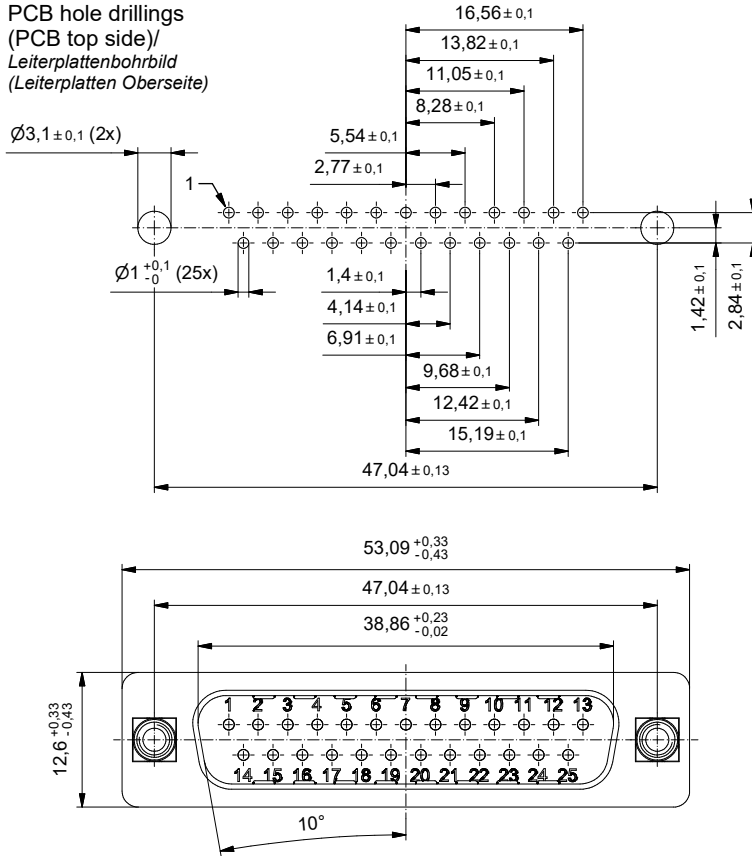 PCB hole drillings
(PCB top side)/
Leiterplattenbohrbild
(Leiterplatten Oberseite)
16,56 ± 0,1
13,82 ± 0,1
11,05 ± 0,1
8,28 ± 0,1
Ø3,1 ± 0,1 (2x)
5,54 ± 0,1
2,77 ± 0,1
1
Ø1 +0,1 -0 (25x)
1,4 ± 0,1
4,14 ± 0,1
6,91 ± 0,1
9,68 ± 0,1
12,42 ± 0,1
15,19 ± 0,1
1,42 ± 0,1
2,84 ± 0,1
47,04 ± 0,13
53,09 +0,33 -0,43
47,04 ± 0,13
38,86 +0,23 -0,02
12,6 +0,33 -0,43
1 2 3 4 5 6 7 8 9 10 11 12 13
14 15 16 17 18 19 20 21 22 23 24 25
10°